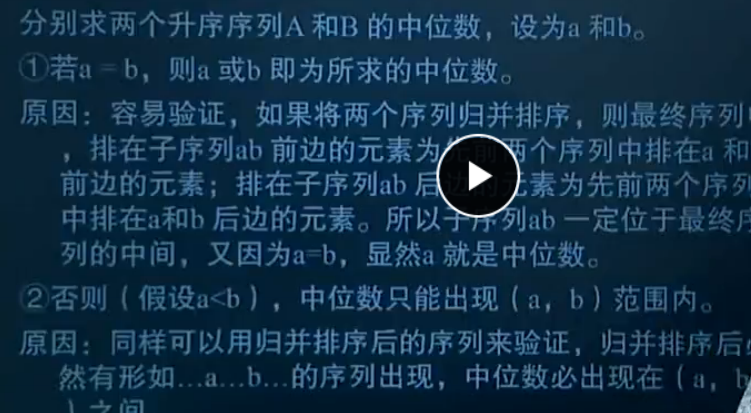 分别求两个升序序列A 和B 的中位数，设为a 和b。
①若a = b，则a 或b 即为所求的中位数。
原因：容易验证，如果将两个序列归并排序，则最终序列
，排在子序列ab 前边的元素为先前两个序列中排在a 和
前边的元素；排在子序列ab 后边的元素为先前两个序列
中排在a和b 后边的元素。所以子序列ab 一定位于最终序
列的中间，又因为a=b，显然a 就是中位数。
②否则（假设a<b），中位数只能出现（a，b）范围内。
原因：同样可以用归并排序后的序列来验证，归并排序后必
然有形如…a…b…的序列出现，中位数必出现在（a，b
）之间